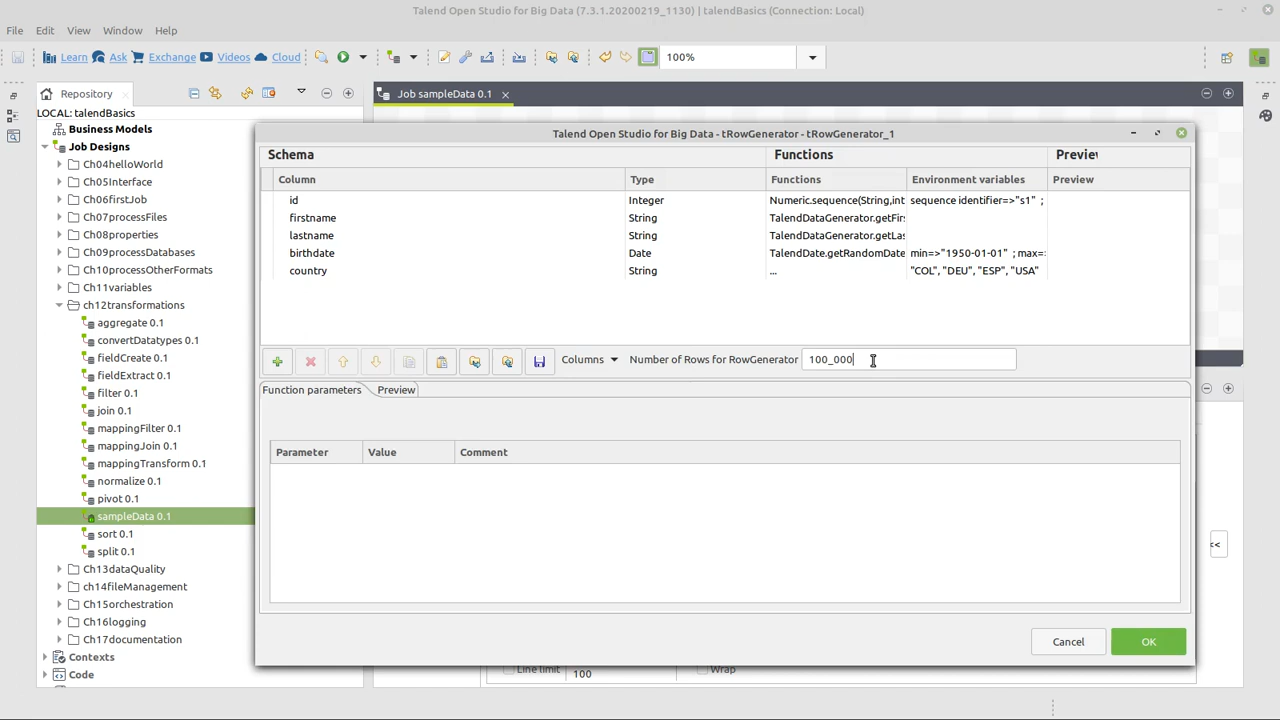 Talend Open Studio for Big Data (7.3.1.20200219_1130) | talendBasics (Connection: Local)
File Edit View Window Help
Learn Ask Exchange Videos Cloud 100%
Repository
Job sampleData 0.1
LOCAL: talendBasics
Business Models
Job Designs
Ch04helloWorld
Ch05Interface
Ch06firstJob
Ch07processFiles
Ch08properties
Ch09processDatabases
Ch10processOtherFormats
Ch11variables
ch12transformations
aggregate 0.1
convertDatatypes 0.1
fieldCreate 0.1
fieldExtract 0.1
filter 0.1
join 0.1
mappingFilter 0.1
mappingJoin 0.1
mappingTransform 0.1
normalize 0.1
pivot 0.1
sampleData 0.1
sort 0.1
split 0.1
Ch13dataQuality
ch14fileManagement
Ch15orchestration
Ch16logging
Ch17documentation
Contexts
Code
Talend Open Studio for Big Data - tRowGenerator - tRowGenerator_1
Schema Functions Preview
Column Type Functions Environment variables Preview
id Integer Numeric.sequence(String,int sequence identifier=>"s1" ;
firstname String TalendDataGenerator.getFir
lastname String TalendDataGenerator.getLas
birthdate Date TalendDate.getRandomDate min=>"1950-01-01" ; max=>
country String ... "COL", "DEU", "ESP", "USA"
Columns Number of Rows for RowGenerator 100_000
Function parameters Preview
Parameter Value Comment
<<
Cancel OK
Line limit 100 Wrap